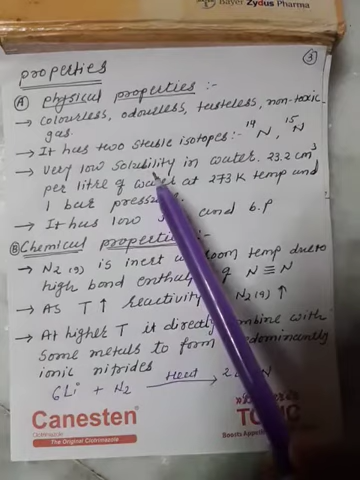 Bayer Zydus Pharma
3
properties
A physical properties :-
→ colourless, odourless, tasteless, non-toxic
gas.
→ It has two stable isotopes:- 14N, 15N
→ Very low solubility in water. 23.2 cm3
per litre of water at 273K temp and
1 bar
→ It has low and b.p
B Chemical properties :-
→ N2(g) is inert room temp due to
high bond enthalpy of N≡N
→ AS T↑ reactivity N2(g) ↑
→ At higher T it directly combine with
some metals to form predominantly
ionic nitrides
6Li + N2 Heat→ 2 N
Canesten
Clotrimazole
The Original Clotrimazole